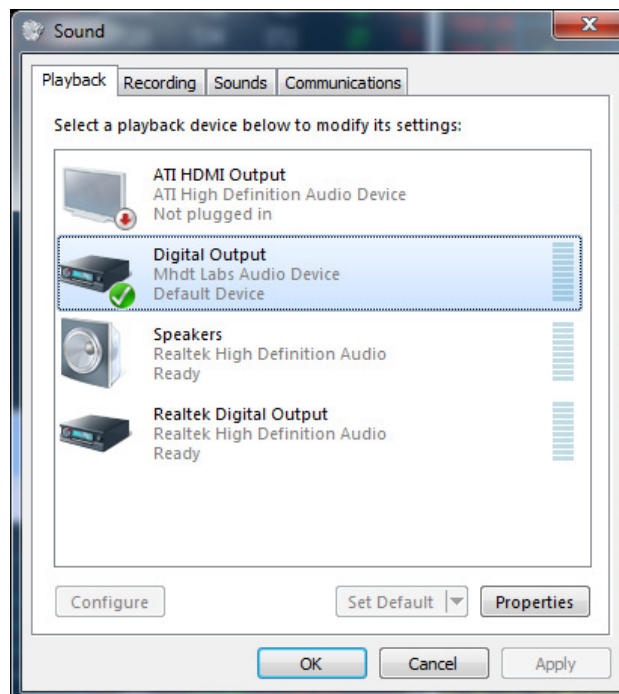 Sound
Playback Recording Sounds Communications
Select a playback device below to modify its settings:
ATI HDMI Output
ATI High Definition Audio Device
Not plugged in
Digital Output
Mhdt Labs Audio Device
Default Device
Speakers
Realtek High Definition Audio
Ready
Realtek Digital Output
Realtek High Definition Audio
Ready
Configure Set Default Properties
OK Cancel Apply